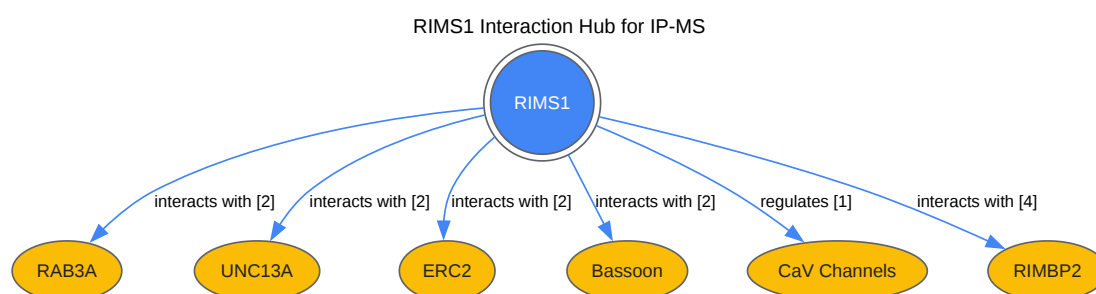 RIMS1 Interaction Hub for IP-MS
RIMS1
interacts with [2]
interacts with [2]
interacts with [2]
interacts with [2]
regulates [1]
interacts with [4]
RAB3A
UNC13A
ERC2
Bassoon
CaV Channels
RIMBP2